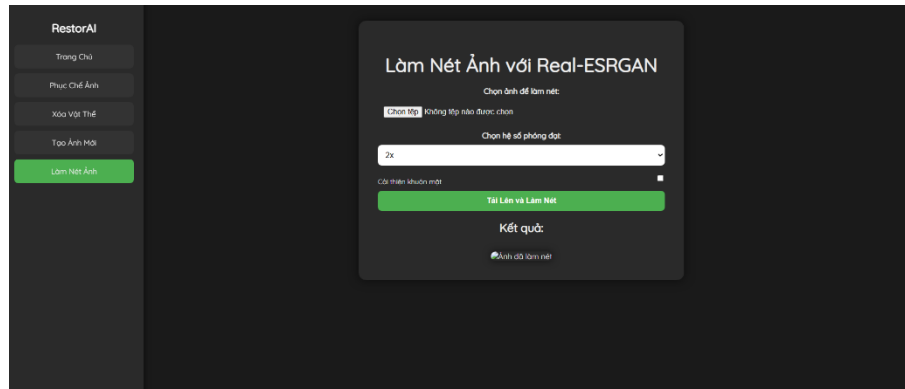 RestorAI
Trang Chủ
Phục Chế Ảnh
Xóa Vật Thể
Tạo Ảnh Mới
Làm Nét Ảnh
Làm Nét Ảnh với Real-ESRGAN
Chọn ảnh để làm nét:
Chọn tệp Không tệp nào được chọn
Chọn hệ số phóng đại:
2x
Cải thiện khuôn mặt
Tải Lên và Làm Nét
Kết quả:
Ảnh đã làm nét